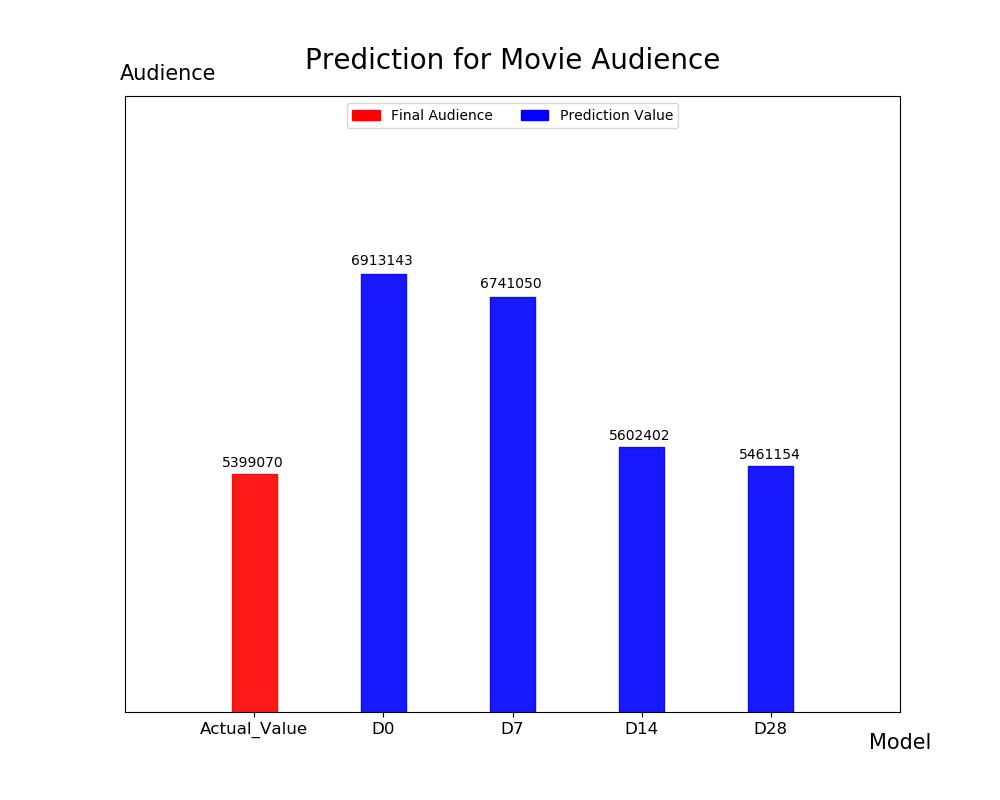 Prediction for Movie Audience
Audience
Final Audience
Prediction Value
6913143
6741050
5602402
5461154
5399070
Actual_Value
D0
D7
D14
D28
Model